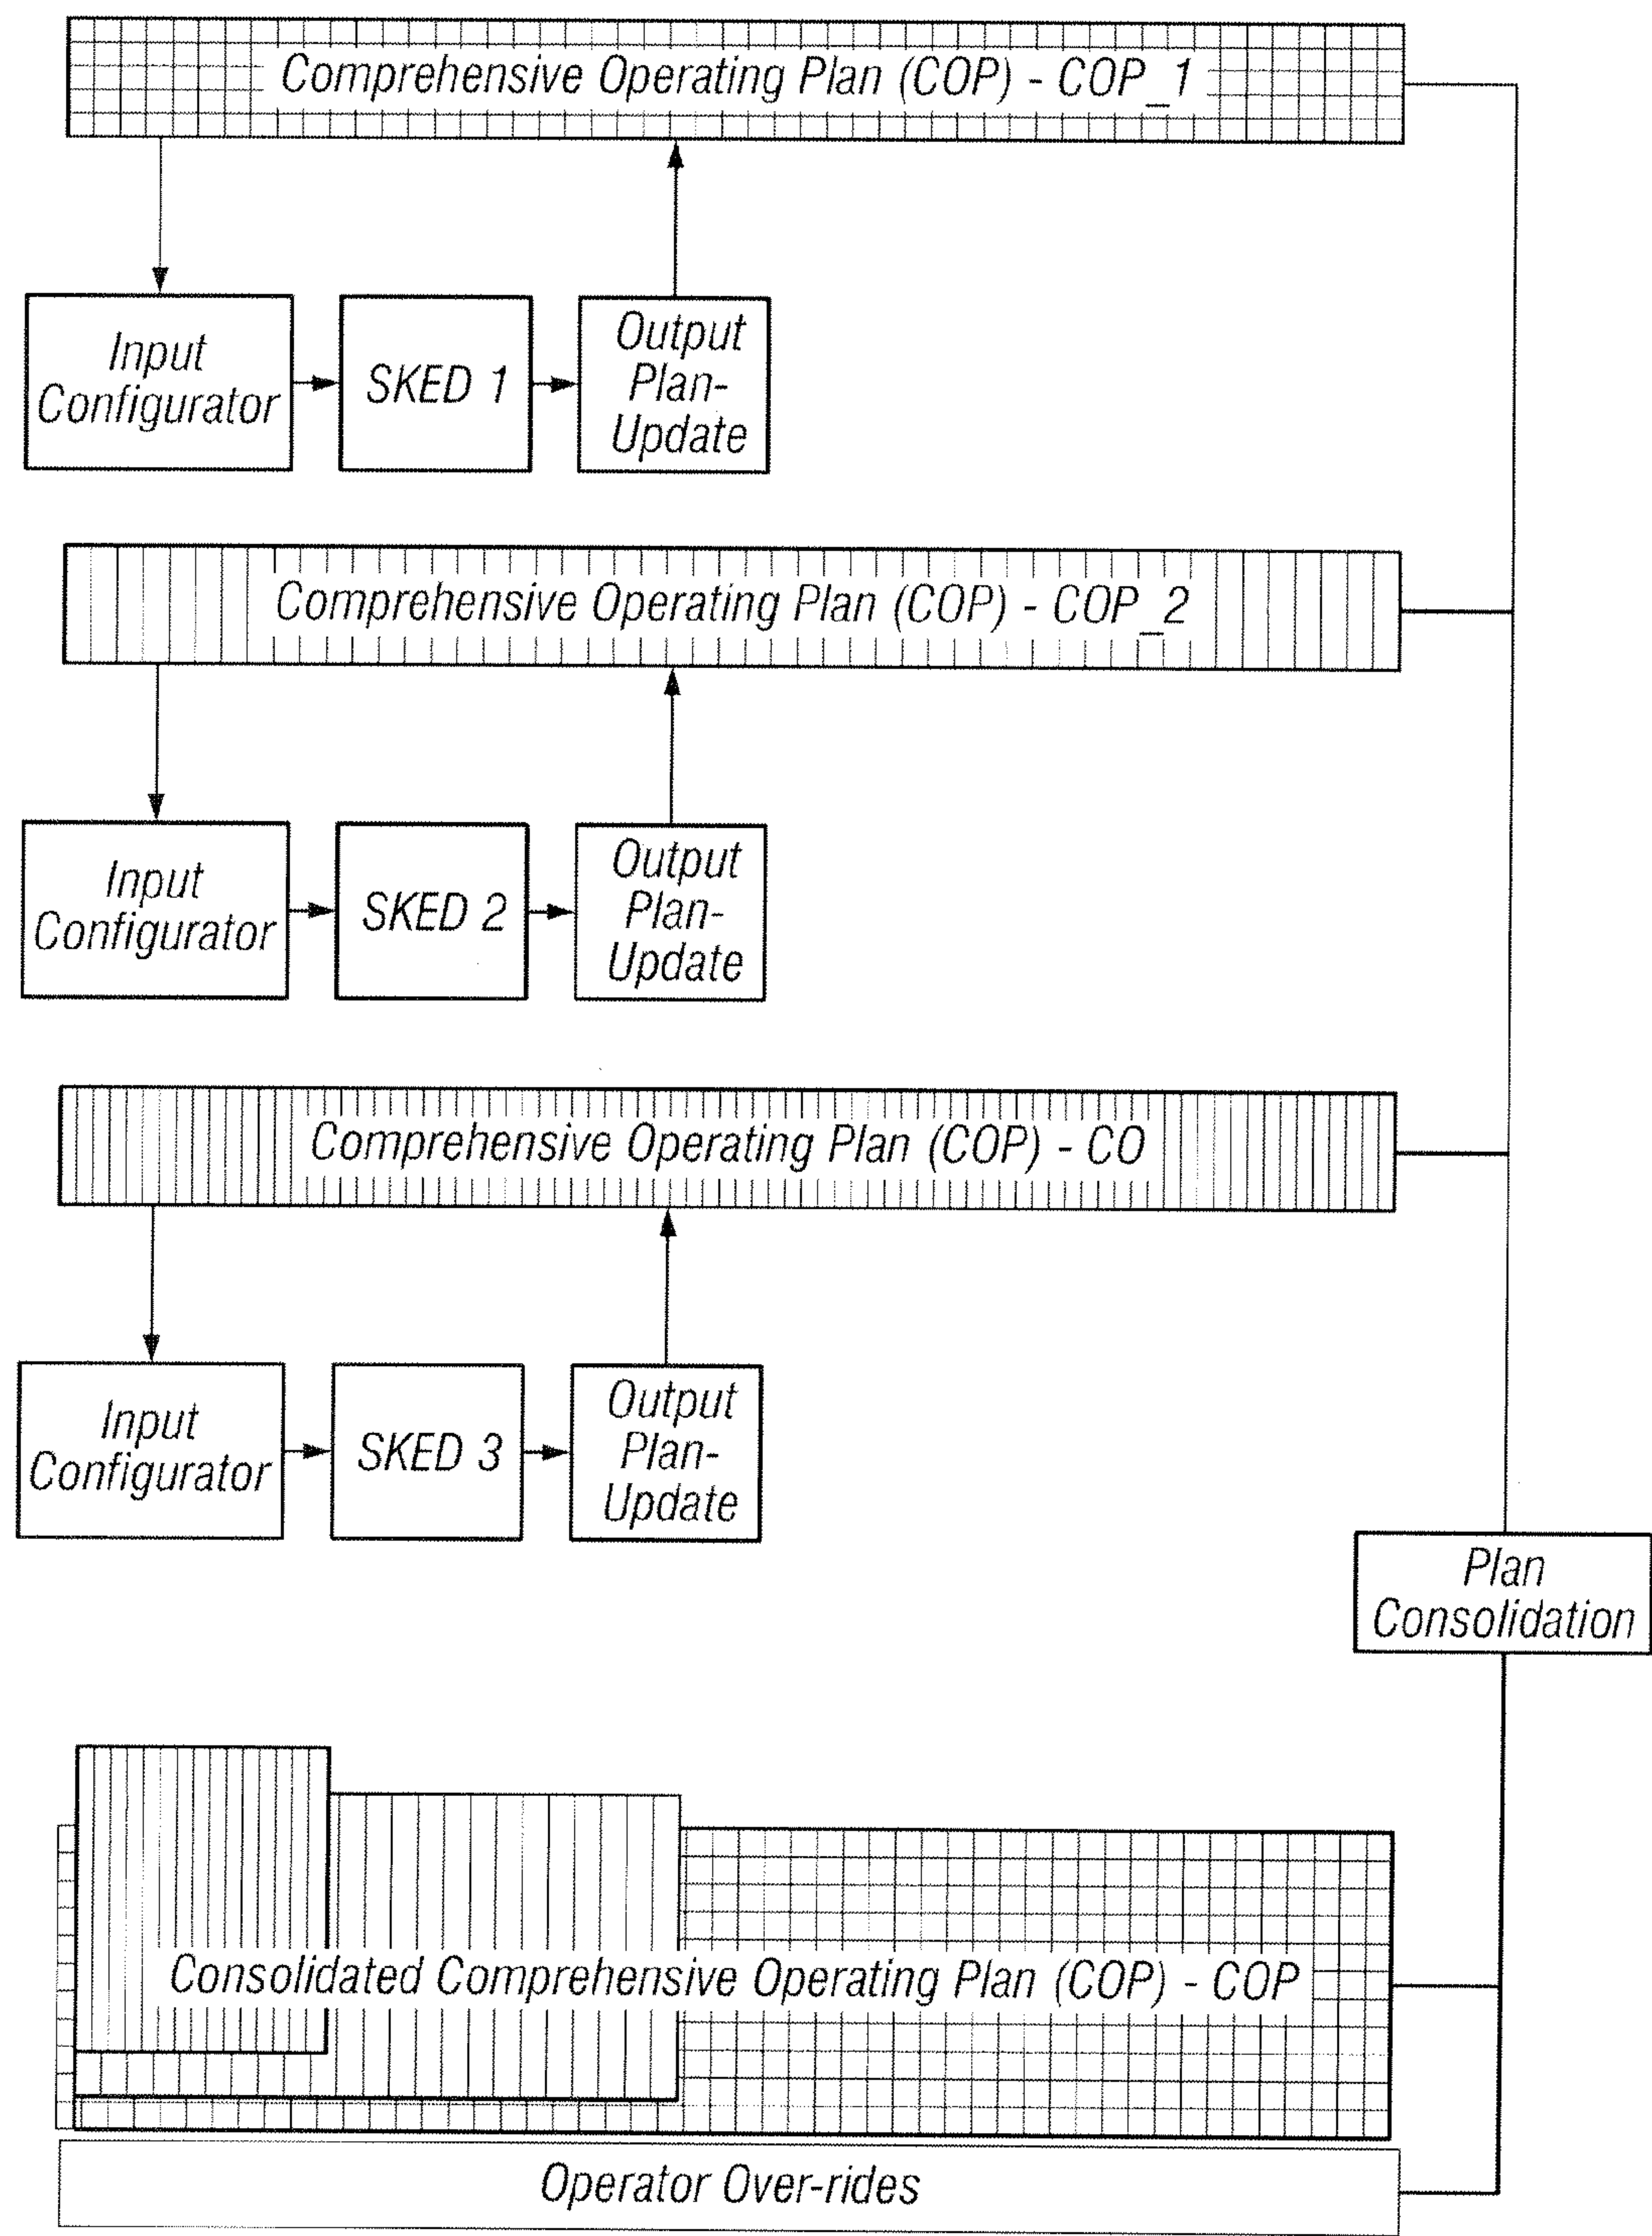 Comprehensive Operating Plan (COP) - COP_1
Input
Configurator
SKED 1
Output
Plan-
Update
Comprehensive Operating Plan (COP) - COP_2
Input
Configurator
SKED 2
Output
Plan-
Update
Comprehensive Operating Plan (COP) - CO
Input
Configurator
SKED 3
Output
Plan-
Update
Plan
Consolidation
Consolidated Comprehensive Operating Plan (COP) - COP
Operator Over-rides